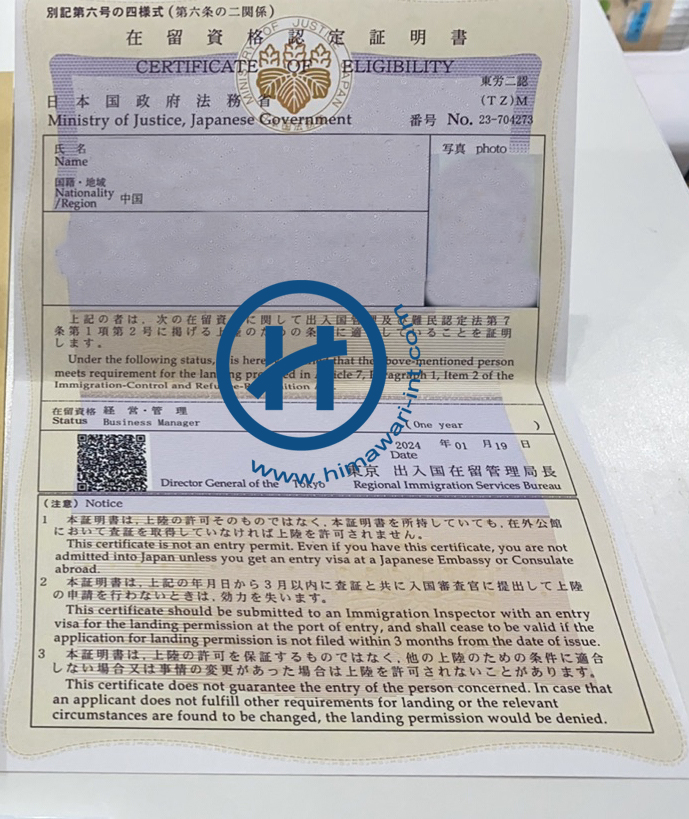 別記第六号の四様式(第六条の二関係)
在留資格認定証明書
CERTIFICATE OF ELIGIBILITY
MINISTRY OF JUSTICE, JAPAN
東労二認
(TZ)M
日本国政府法務省
Ministry of Justice, Japanese Government
番号 No. 23-704273
氏 名
Name
写真 photo
国籍・地域
Nationality
/Region 中国
上記の者は、次の在留資 に関して出入国管理及 難民認定法第7
条第1項第2号に掲げる上 のための条 に適 していることを証明
します。
Under the following status, is here that the above-mentioned person
meets requirement for the landing in Article 7, Paragraph 1, Item 2 of the
Immigration-Control and
H
www.himawari-inl.com
在留資格 経営・管理
Status Business Manager
( One year )
2024 年 01 月 19 日
Date
東京 出入国在留管理局長
Director General of the Tokyo Regional Immigration Services Bureau
(注意) Notice
1 本証明書は、上陸の許可そのものではなく、本証明書を所持していても、在外公館
において査証を取得していなければ上陸を許可されません。
This certificate is not an entry permit. Even if you have this certificate, you are not
admitted into Japan unless you get an entry visa at a Japanese Embassy or Consulate
abroad.
2 本証明書は、上記の年月日から3月以内に査証と共に入国審査官に提出して上陸
の申請を行わないときは、効力を失います。
This certificate should be submitted to an Immigration Inspector with an entry
visa for the landing permission at the port of entry, and shall cease to be valid if the
application for landing permission is not filed within 3 months from the date of issue.
3 本証明書は、上陸の許可を保証するものではなく、他の上陸のための条件に適合
しない場合又は事情の変更があった場合は上陸を許可されないことがあります。
This certificate does not guarantee the entry of the person concerned. In case that
an applicant does not fulfill other requirements for landing or the relevant
circumstances are found to be changed, the landing permission would be denied.